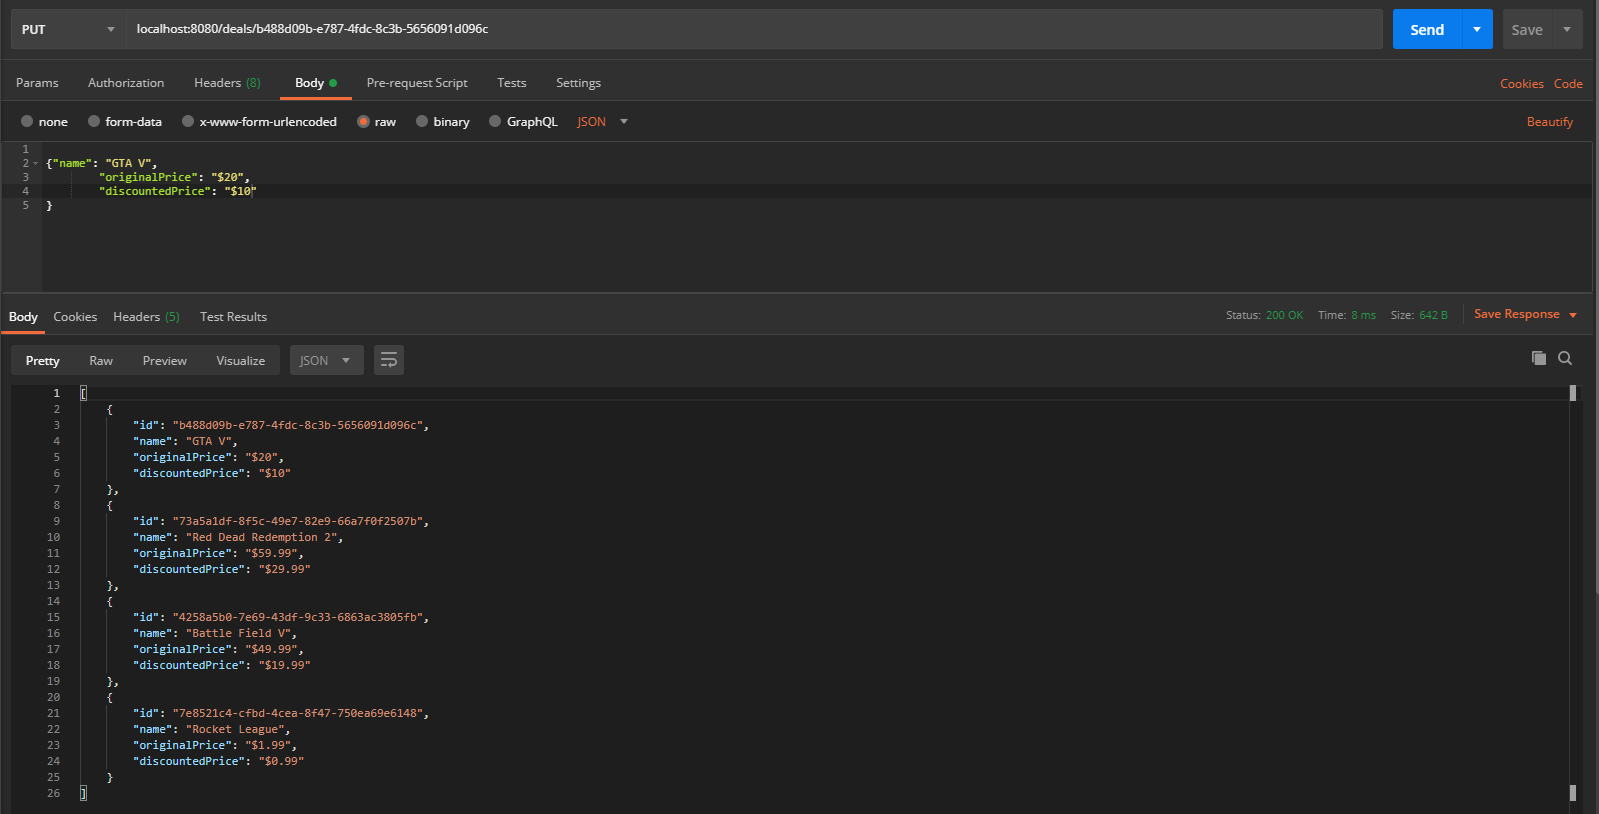 PUT localhost:8080/deals/b488d09b-e787-4fdc-8c3b-5656091d096c Send Save
Params Authorization Headers (8) Body Pre-request Script Tests Settings Cookies Code
none form-data x-www-form-urlencoded raw binary GraphQL JSON Beautify
1
2 {"name": "GTA V",
3 "originalPrice": "$20",
4 "discountedPrice": "$10"
5 }
Body Cookies Headers (5) Test Results Status: 200 OK Time: 8 ms Size: 642 B Save Response
Pretty Raw Preview Visualize JSON
1 [
2 {
3 "id": "b488d09b-e787-4fdc-8c3b-5656091d096c",
4 "name": "GTA V",
5 "originalPrice": "$20",
6 "discountedPrice": "$10"
7 },
8 {
9 "id": "73a5a1df-8f5c-49e7-82e9-66a7f0f2507b",
10 "name": "Red Dead Redemption 2",
11 "originalPrice": "$59.99",
12 "discountedPrice": "$29.99"
13 },
14 {
15 "id": "4258a5b0-7e69-43df-9c33-6863ac3805fb",
16 "name": "Battle Field V",
17 "originalPrice": "$49.99",
18 "discountedPrice": "$19.99"
19 },
20 {
21 "id": "7e8521c4-cfbd-4cea-8f47-750ea69e6148",
22 "name": "Rocket League",
23 "originalPrice": "$1.99",
24 "discountedPrice": "$0.99"
25 }
26 ]